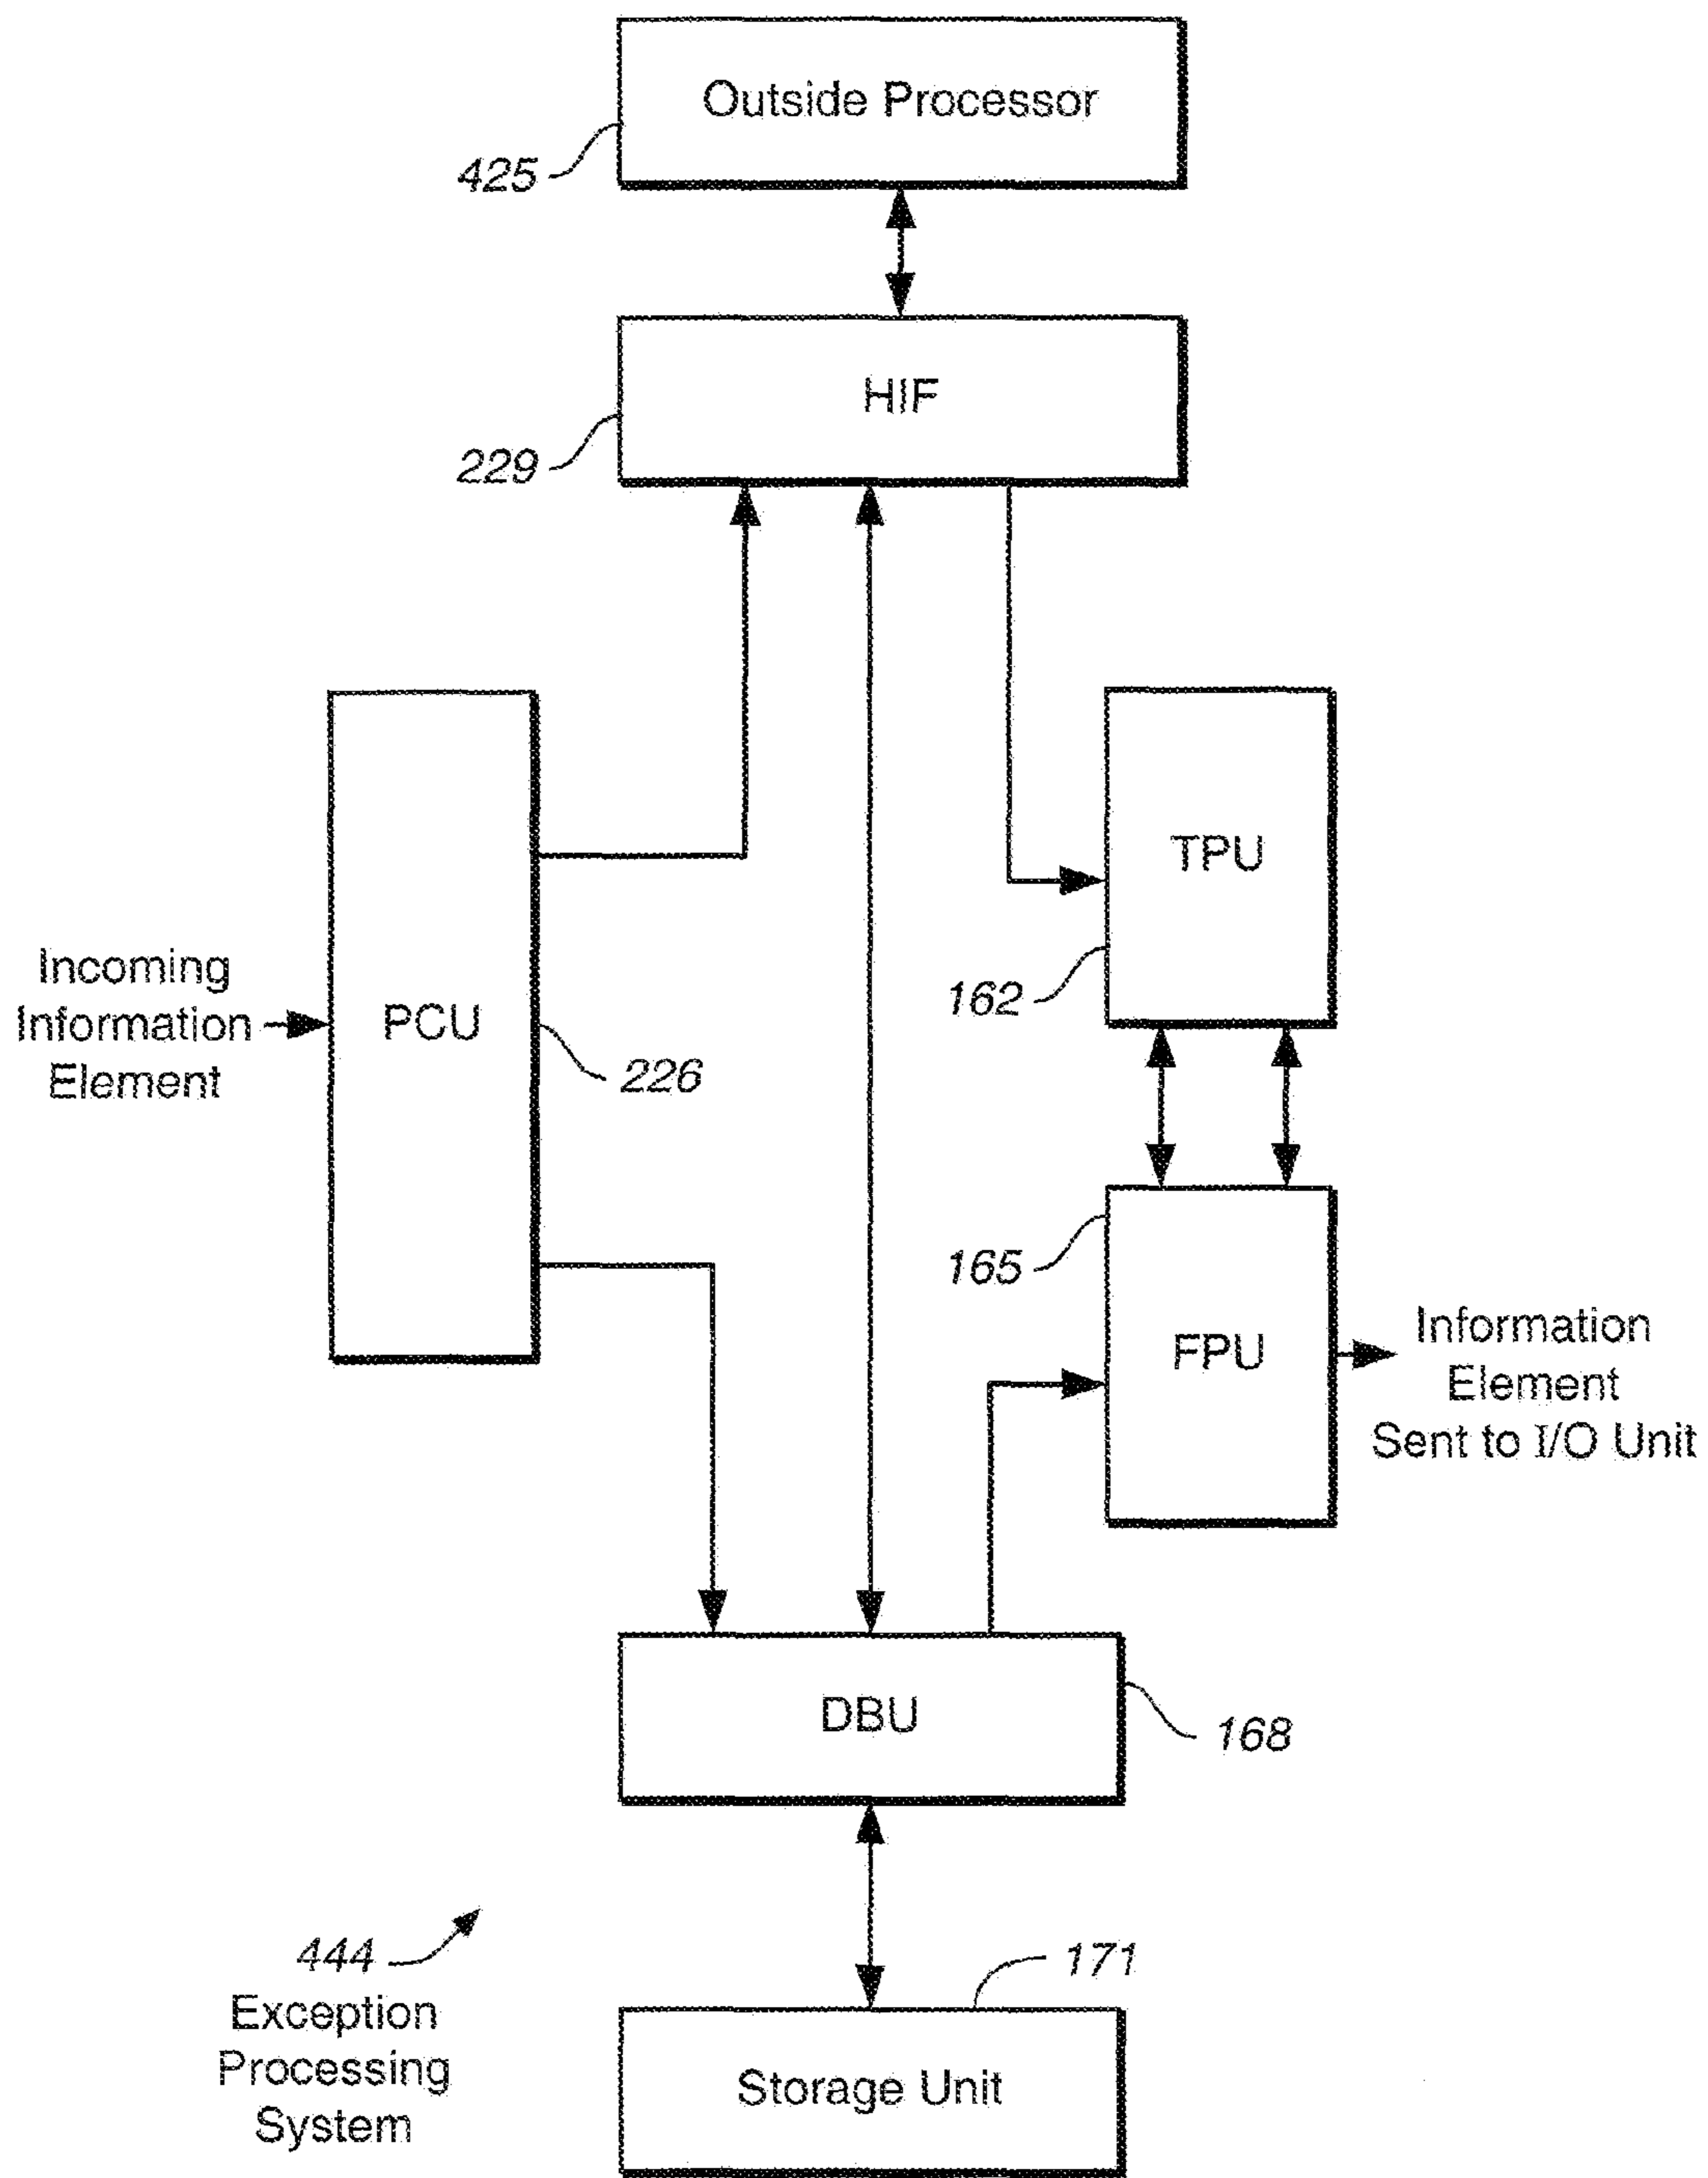 Outside Processor
425
HIF
229
TPU
162
Incoming
Information
Element
PCU
226
165
FPU
Information
Element
Sent to I/O Unit
DBU
168
444
Exception
Processing
System
171
Storage Unit